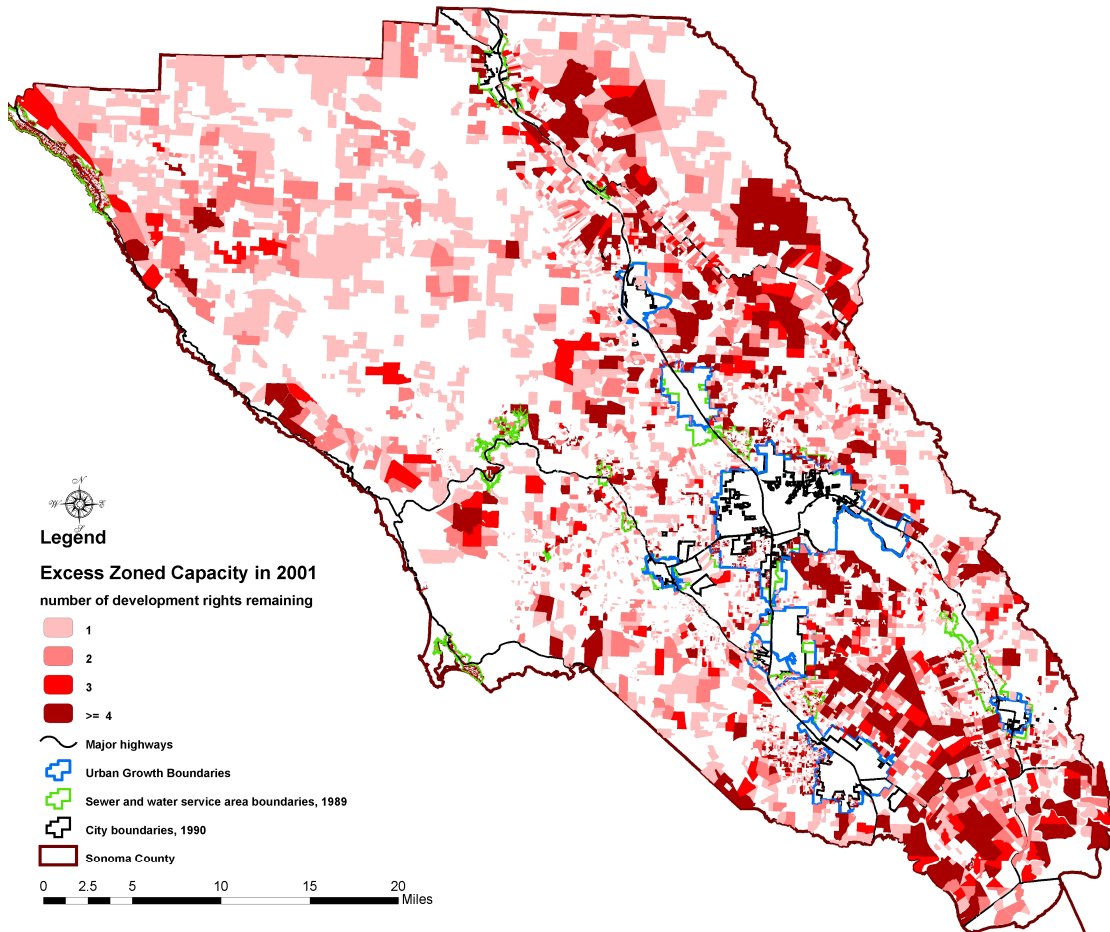 N
W E
S
Legend
Excess Zoned Capacity in 2001
number of development rights remaining
1
2
3
>= 4
Major highways
Urban Growth Boundaries
Sewer and water service area boundaries, 1989
City boundaries, 1990
Sonoma County
0 2.5 5 10 15 20
Miles